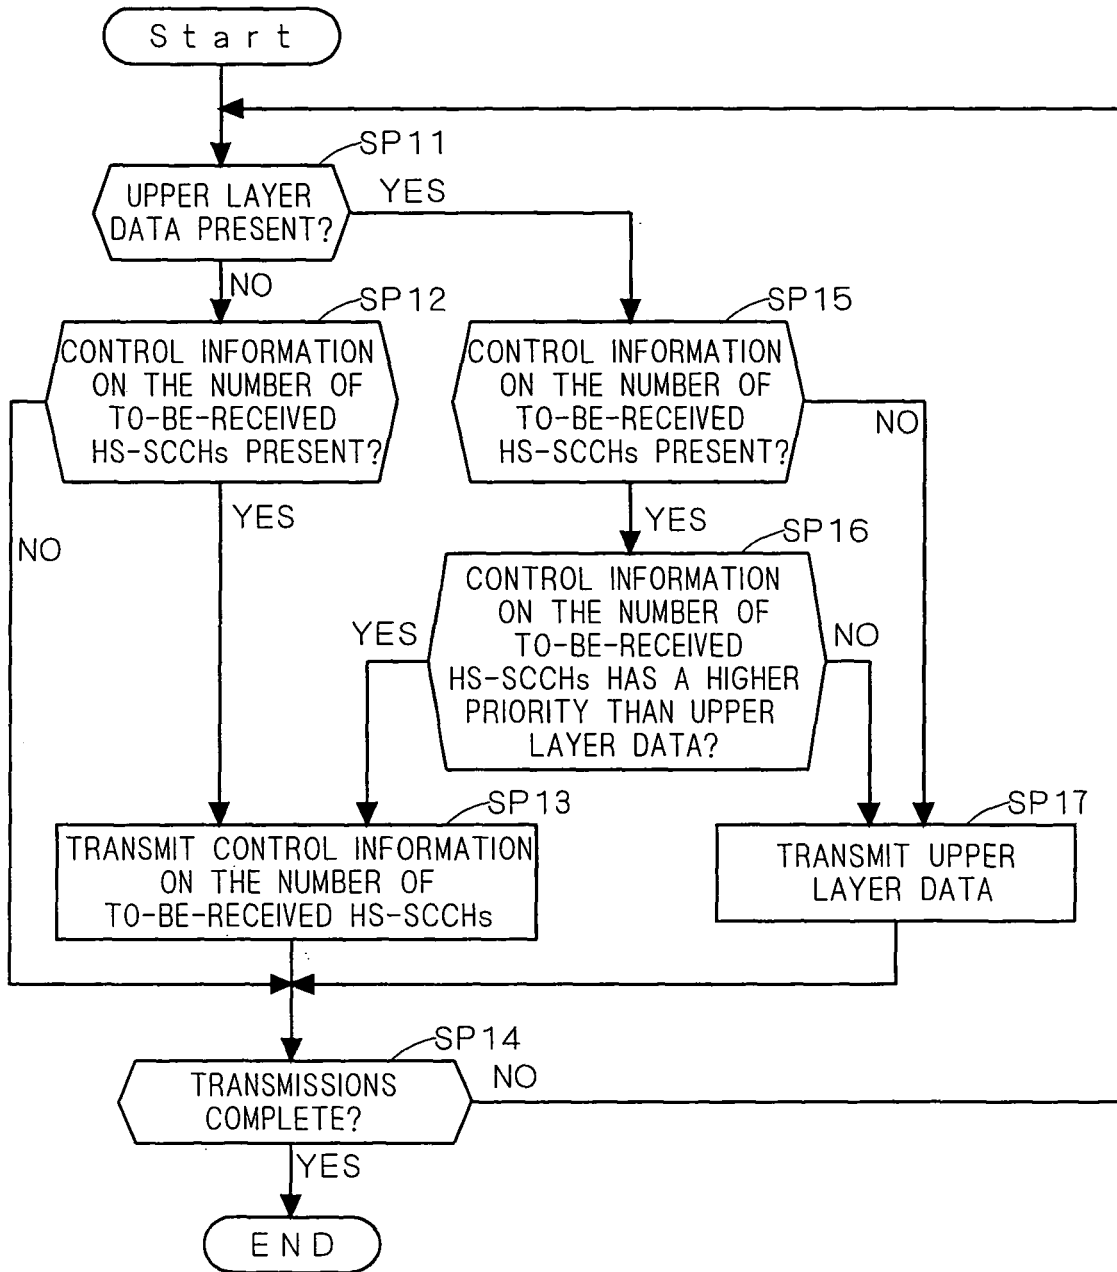 Start
SP11
UPPER LAYER
DATA PRESENT?
YES
NO
SP12
CONTROL INFORMATION
ON THE NUMBER OF
TO-BE-RECEIVED
HS-SCCHs PRESENT?
NO
YES
SP15
CONTROL INFORMATION
ON THE NUMBER OF
TO-BE-RECEIVED
HS-SCCHs PRESENT?
NO
YES
SP16
CONTROL INFORMATION
ON THE NUMBER OF
TO-BE-RECEIVED
HS-SCCHs HAS A HIGHER
PRIORITY THAN UPPER
LAYER DATA?
YES
NO
SP13
TRANSMIT CONTROL INFORMATION
ON THE NUMBER OF
TO-BE-RECEIVED HS-SCCHs
SP17
TRANSMIT UPPER
LAYER DATA
SP14
TRANSMISSIONS
COMPLETE?
NO
YES
END